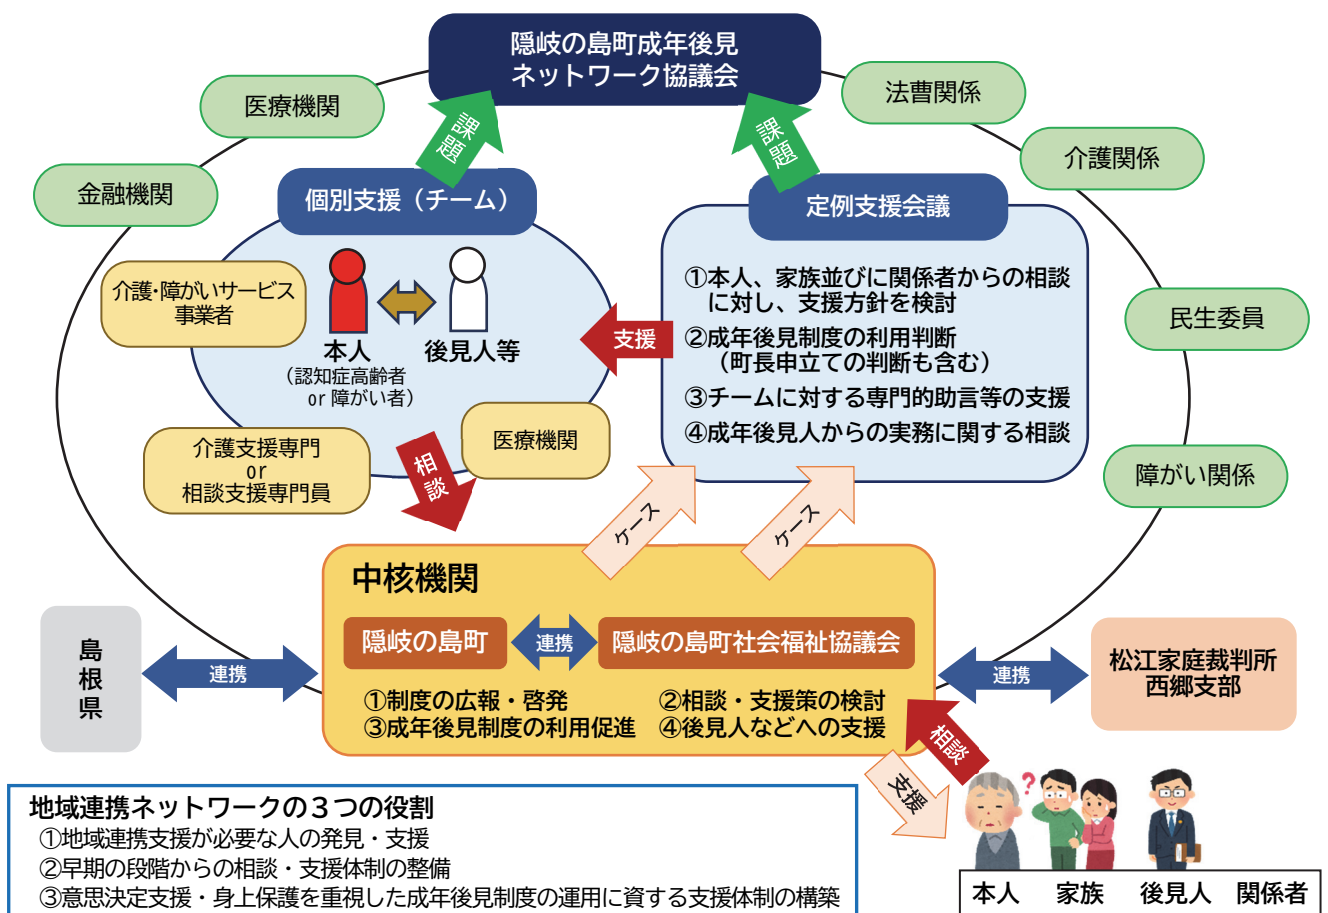 隠岐の島町成年後見
ネットワーク協議会
医療機関
法曹関係
金融機関
介護関係
課題
課題
個別支援（チーム）
定例支援会議
介護・障がいサービス
事業者
本人
（認知症高齢者
or 障がい者）
後見人等
支援
①本人、家族並びに関係者からの相談
に対し、支援方針を検討
②成年後見制度の利用判断
（町長申立ての判断も含む）
③チームに対する専門的助言等の支援
④成年後見人からの実務に関する相談
民生委員
介護支援専門
or
相談支援専門員
医療機関
相談
障がい関係
ケース
ケース
中核機関
隠岐の島町
連携
隠岐の島町社会福祉協議会
①制度の広報・啓発
②相談・支援策の検討
③成年後見制度の利用促進
④後見人などへの支援
島根県
連携
連携
松江家庭裁判所
西郷支部
相談
支援
?
本人
家族
後見人
関係者
地域連携ネットワークの３つの役割
①地域連携支援が必要な人の発見・支援
②早期の段階からの相談・支援体制の整備
③意思決定支援・身上保護を重視した成年後見制度の運用に資する支援体制の構築